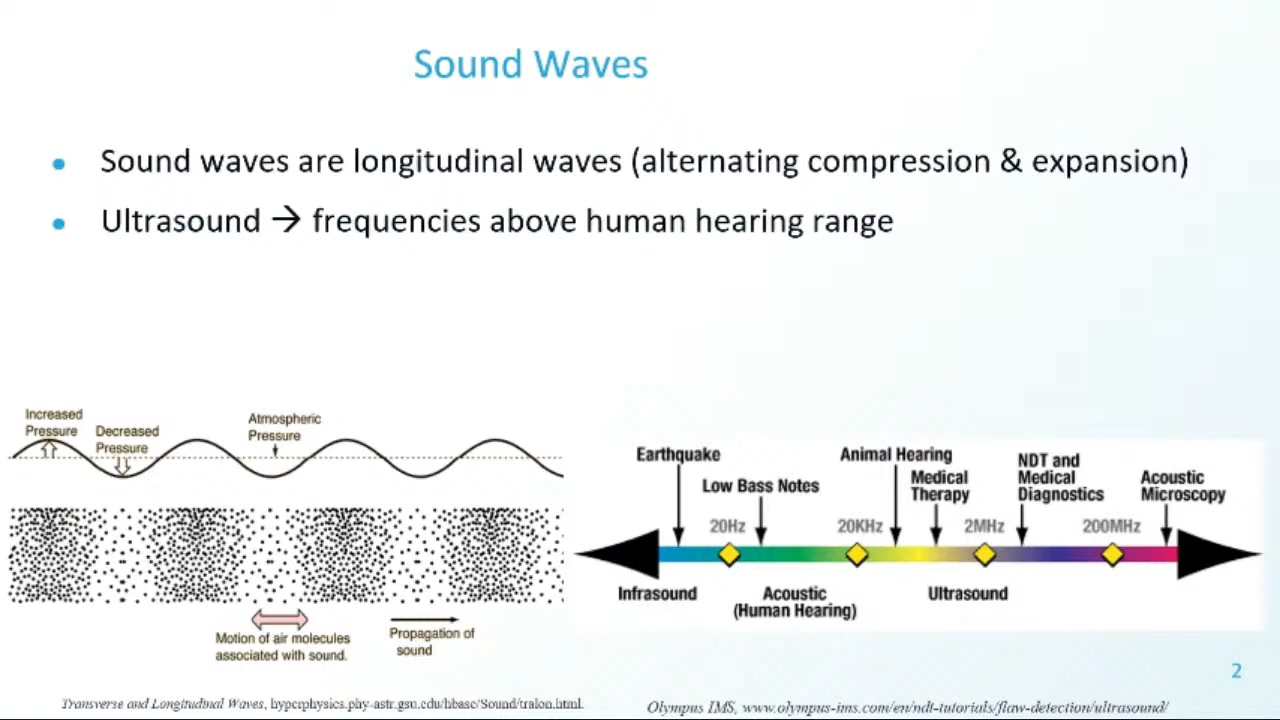 Sound Waves
• Sound waves are longitudinal waves (alternating compression & expansion)
• Ultrasound → frequencies above human hearing range
Increased
Pressure
Decreased
Pressure
Atmospheric
Pressure
Motion of air molecules
associated with sound.
Propagation of
sound
Earthquake
Low Bass Notes
Animal Hearing
Medical
Therapy
NDT and
Medical
Diagnostics
Acoustic
Microscopy
20Hz
20KHz
2MHz
200MHz
Infrasound
Acoustic
(Human Hearing)
Ultrasound
2
Transverse and Longitudinal Waves, hyperphysics.phy-astr.gsu.edu/hbase/Sound/tralon.html.
Olympus IMS, www.olympus-ims.com/en/ndt-tutorials/flaw-detection/ultrasound/